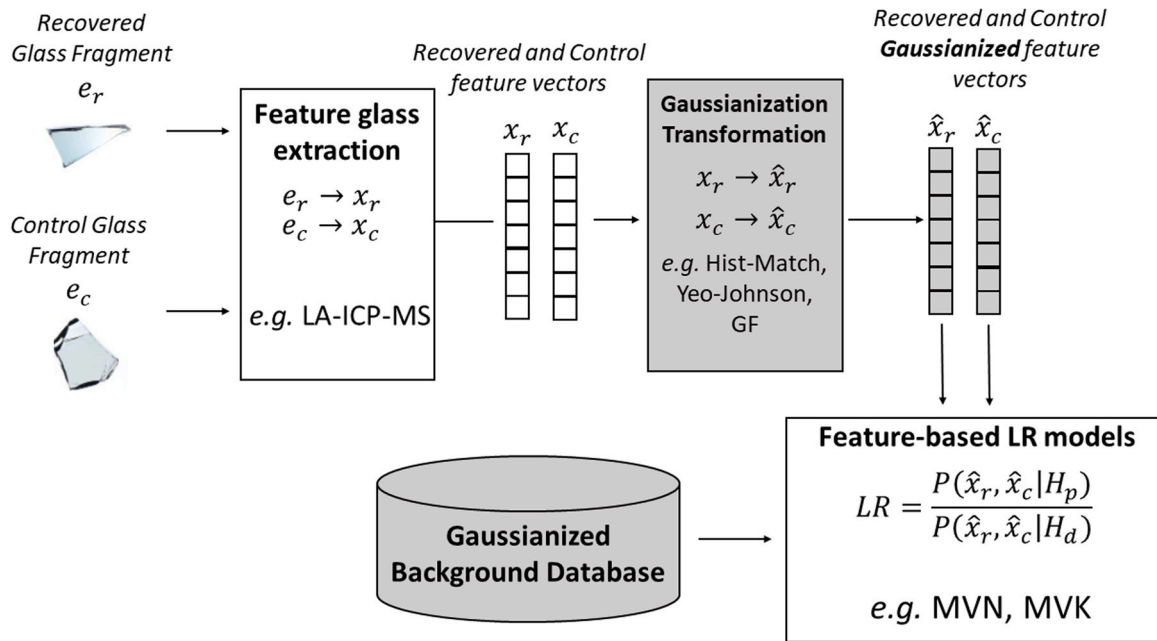 Recovered
Glass Fragment
e_r
Control Glass
Fragment
e_c
Feature glass
extraction
e_r → x_r
e_c → x_c
e.g. LA-ICP-MS
Recovered and Control
feature vectors
x_r x_c
Gaussianization
Transformation
x_r → x̂_r
x_c → x̂_c
e.g. Hist-Match,
Yeo-Johnson,
GF
Recovered and Control
Gaussianized feature
vectors
x̂_r x̂_c
Gaussianized
Background Database
Feature-based LR models
LR = P(x̂_r, x̂_c|H_p) / P(x̂_r, x̂_c|H_d)
e.g. MVN, MVK